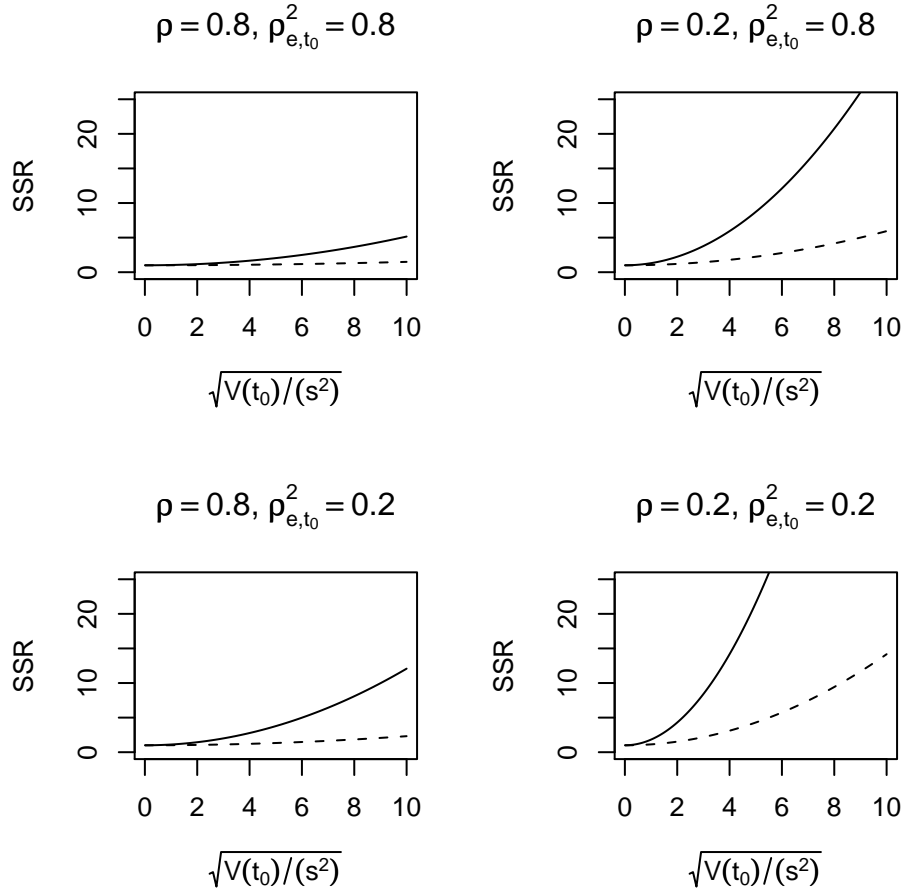 ρ = 0.8, ρ²ₑ,ₜ₀ = 0.8
SSR
0 10 20
0 2 4 6 8 10
√V(t₀)/(s²)
ρ = 0.2, ρ²ₑ,ₜ₀ = 0.8
SSR
0 10 20
0 2 4 6 8 10
√V(t₀)/(s²)
ρ = 0.8, ρ²ₑ,ₜ₀ = 0.2
SSR
0 10 20
0 2 4 6 8 10
√V(t₀)/(s²)
ρ = 0.2, ρ²ₑ,ₜ₀ = 0.2
SSR
0 10 20
0 2 4 6 8 10
√V(t₀)/(s²)